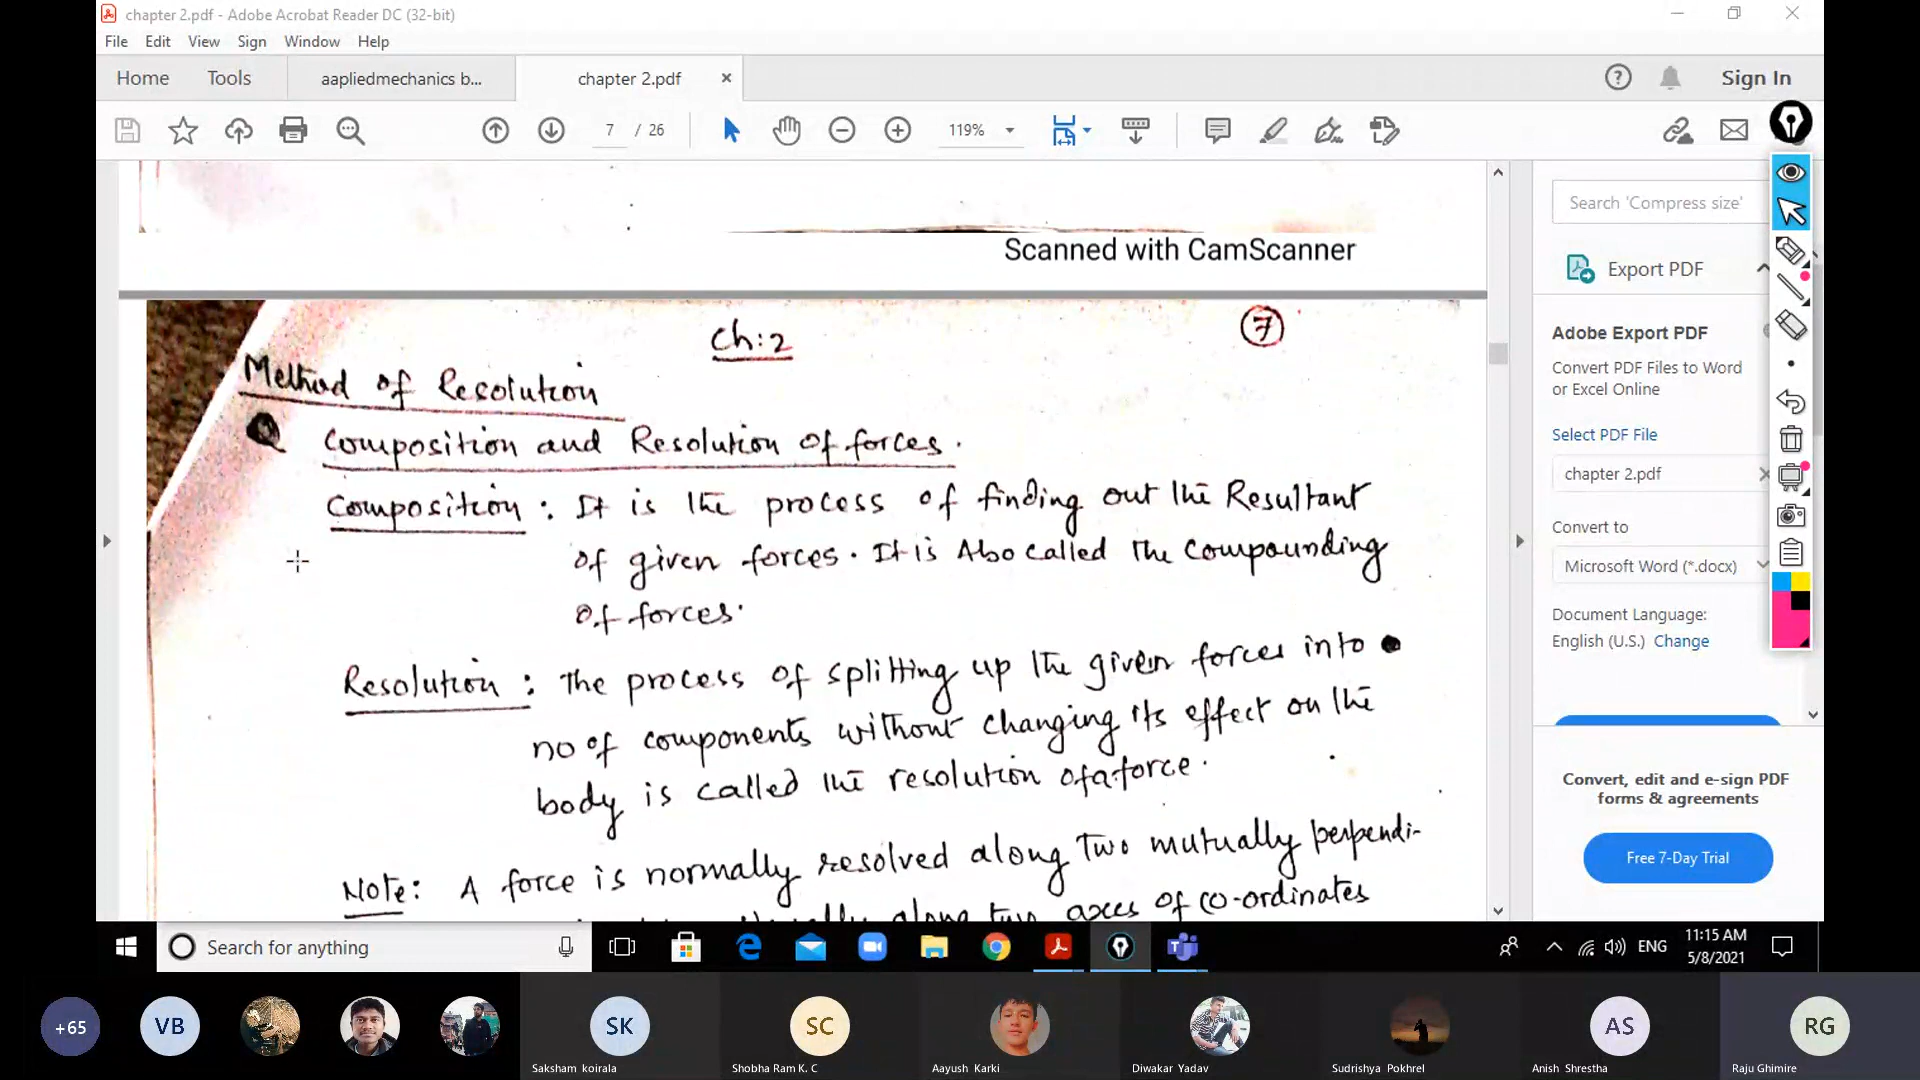 chapter 2.pdf - Adobe Acrobat Reader DC (32-bit)
File Edit View Sign Window Help
Home Tools aapliedmechanics b... chapter 2.pdf × Sign In
7 / 26 119%
Scanned with CamScanner
Ch:2
7
Method of Resolution
Composition and Resolution of forces.
Composition : It is the process of finding out the Resultant
of given forces. It is Also called the compounding
of forces.
Resolution : The process of splitting up the given forces into
no of components without changing its effect on the
body is called the resolution of a force.
Note: A force is normally resolved along two mutually perpendi-
along two axes of co-ordinates
Search 'Compress size'
Export PDF
Adobe Export PDF
Convert PDF Files to Word
or Excel Online
Select PDF File
chapter 2.pdf
Convert to
Microsoft Word (*.docx)
Document Language:
English (U.S.) Change
Convert, edit and e-sign PDF
forms & agreements
Free 7-Day Trial
Search for anything
ENG
11:15 AM
5/8/2021
+65
VB
SK
SC
AS
RG
Saksham koirala
Shobha Ram K. C
Aayush Karki
Diwakar Yadav
Sudrishya Pokhrel
Anish Shrestha
Raju Ghimire